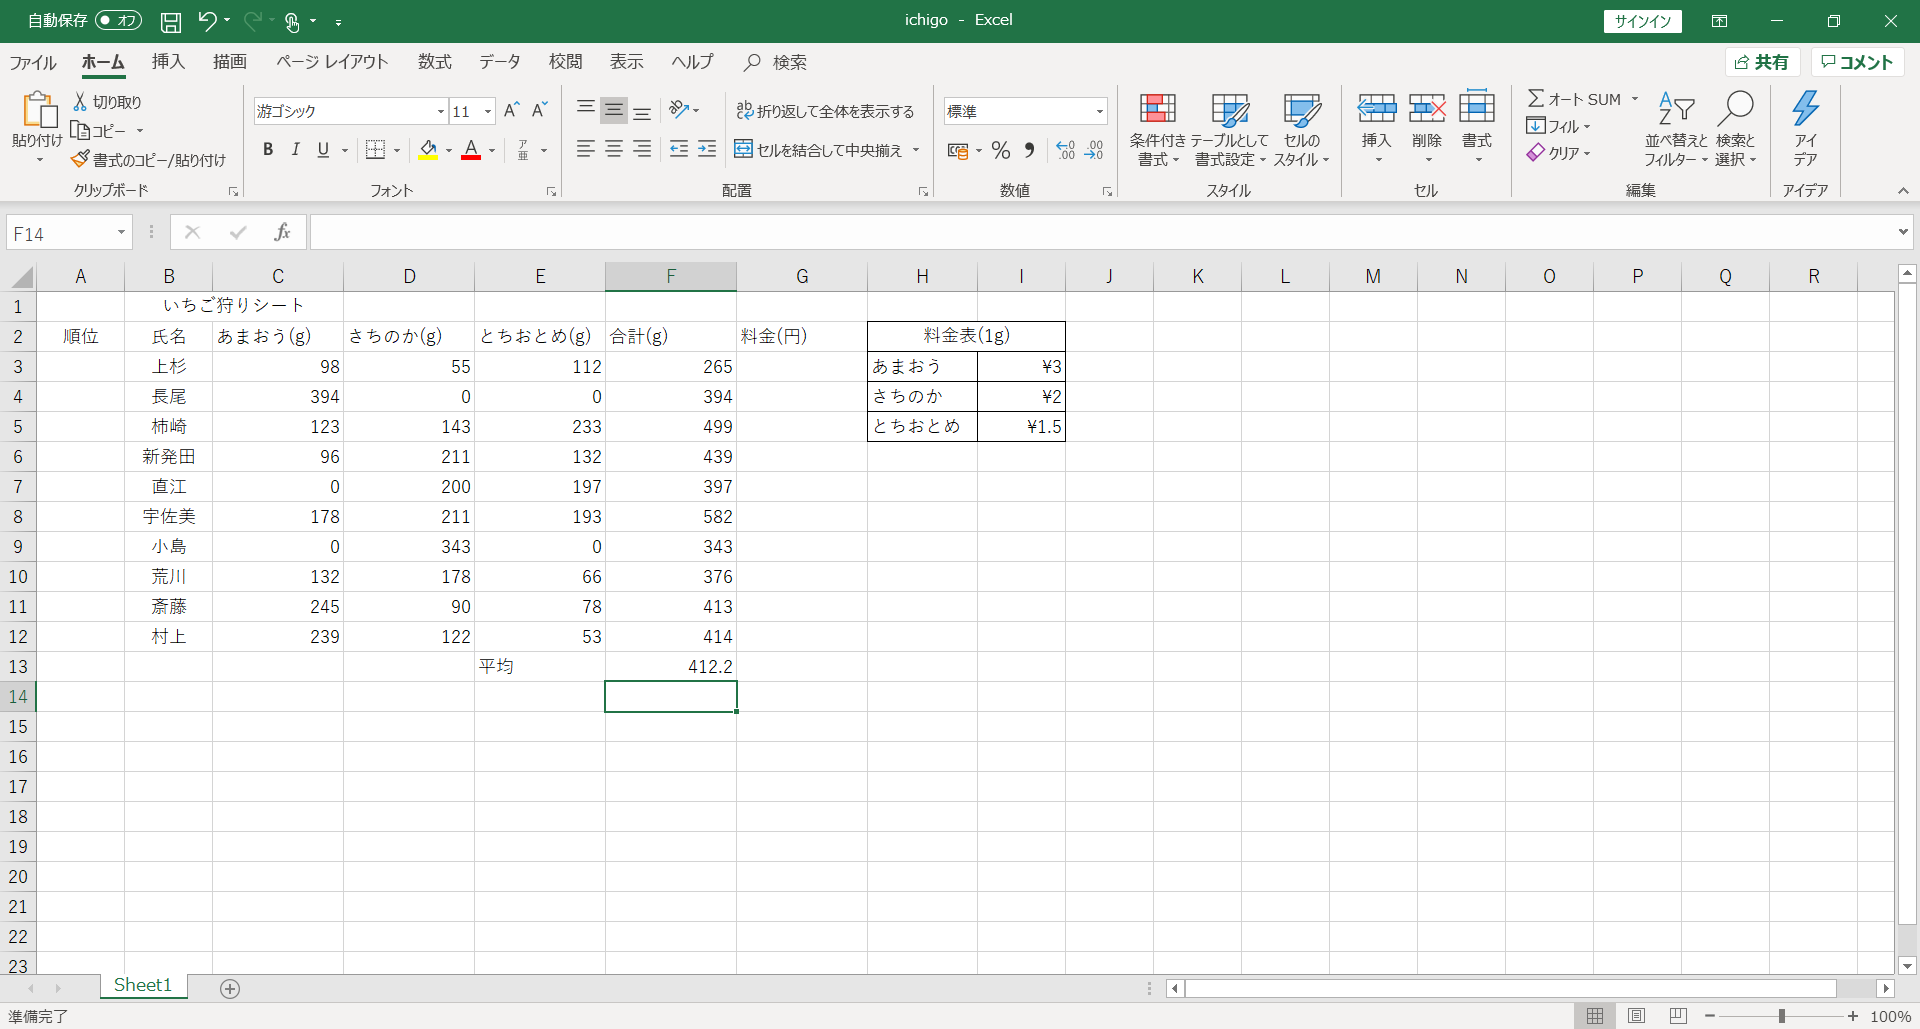 自動保存 オフ ichigo - Excel サインイン
ファイル ホーム 挿入 描画 ページ レイアウト 数式 データ 校閲 表示 ヘルプ 検索 共有 コメント
貼り付け 切り取り コピー 書式のコピー/貼り付け クリップボード
游ゴシック 11 A A B I U A ア亜 フォント
ab 折り返して全体を表示する セルを結合して中央揃え 配置
標準 % 数値
条件付き書式 テーブルとして書式設定 セルのスタイル スタイル
挿入 削除 書式 セル
Σ オート SUM フィル クリア 並べ替えとフィルター 検索と選択 編集
アイデア アイデア
F14 fx
A B C D E F G H I J K L M N O P Q R
1 いちご狩りシート
2 順位 氏名 あまおう(g) さちのか(g) とちおとめ(g) 合計(g) 料金(円) 料金表(1g)
3 上杉 98 55 112 265 あまおう ¥3
4 長尾 394 0 0 394 さちのか ¥2
5 柿崎 123 143 233 499 とちおとめ ¥1.5
6 新発田 96 211 132 439
7 直江 0 200 197 397
8 宇佐美 178 211 193 582
9 小島 0 343 0 343
10 荒川 132 178 66 376
11 斎藤 245 90 78 413
12 村上 239 122 53 414
13 平均 412.2
14
15
16
17
18
19
20
21
22
23
Sheet1
準備完了 100%